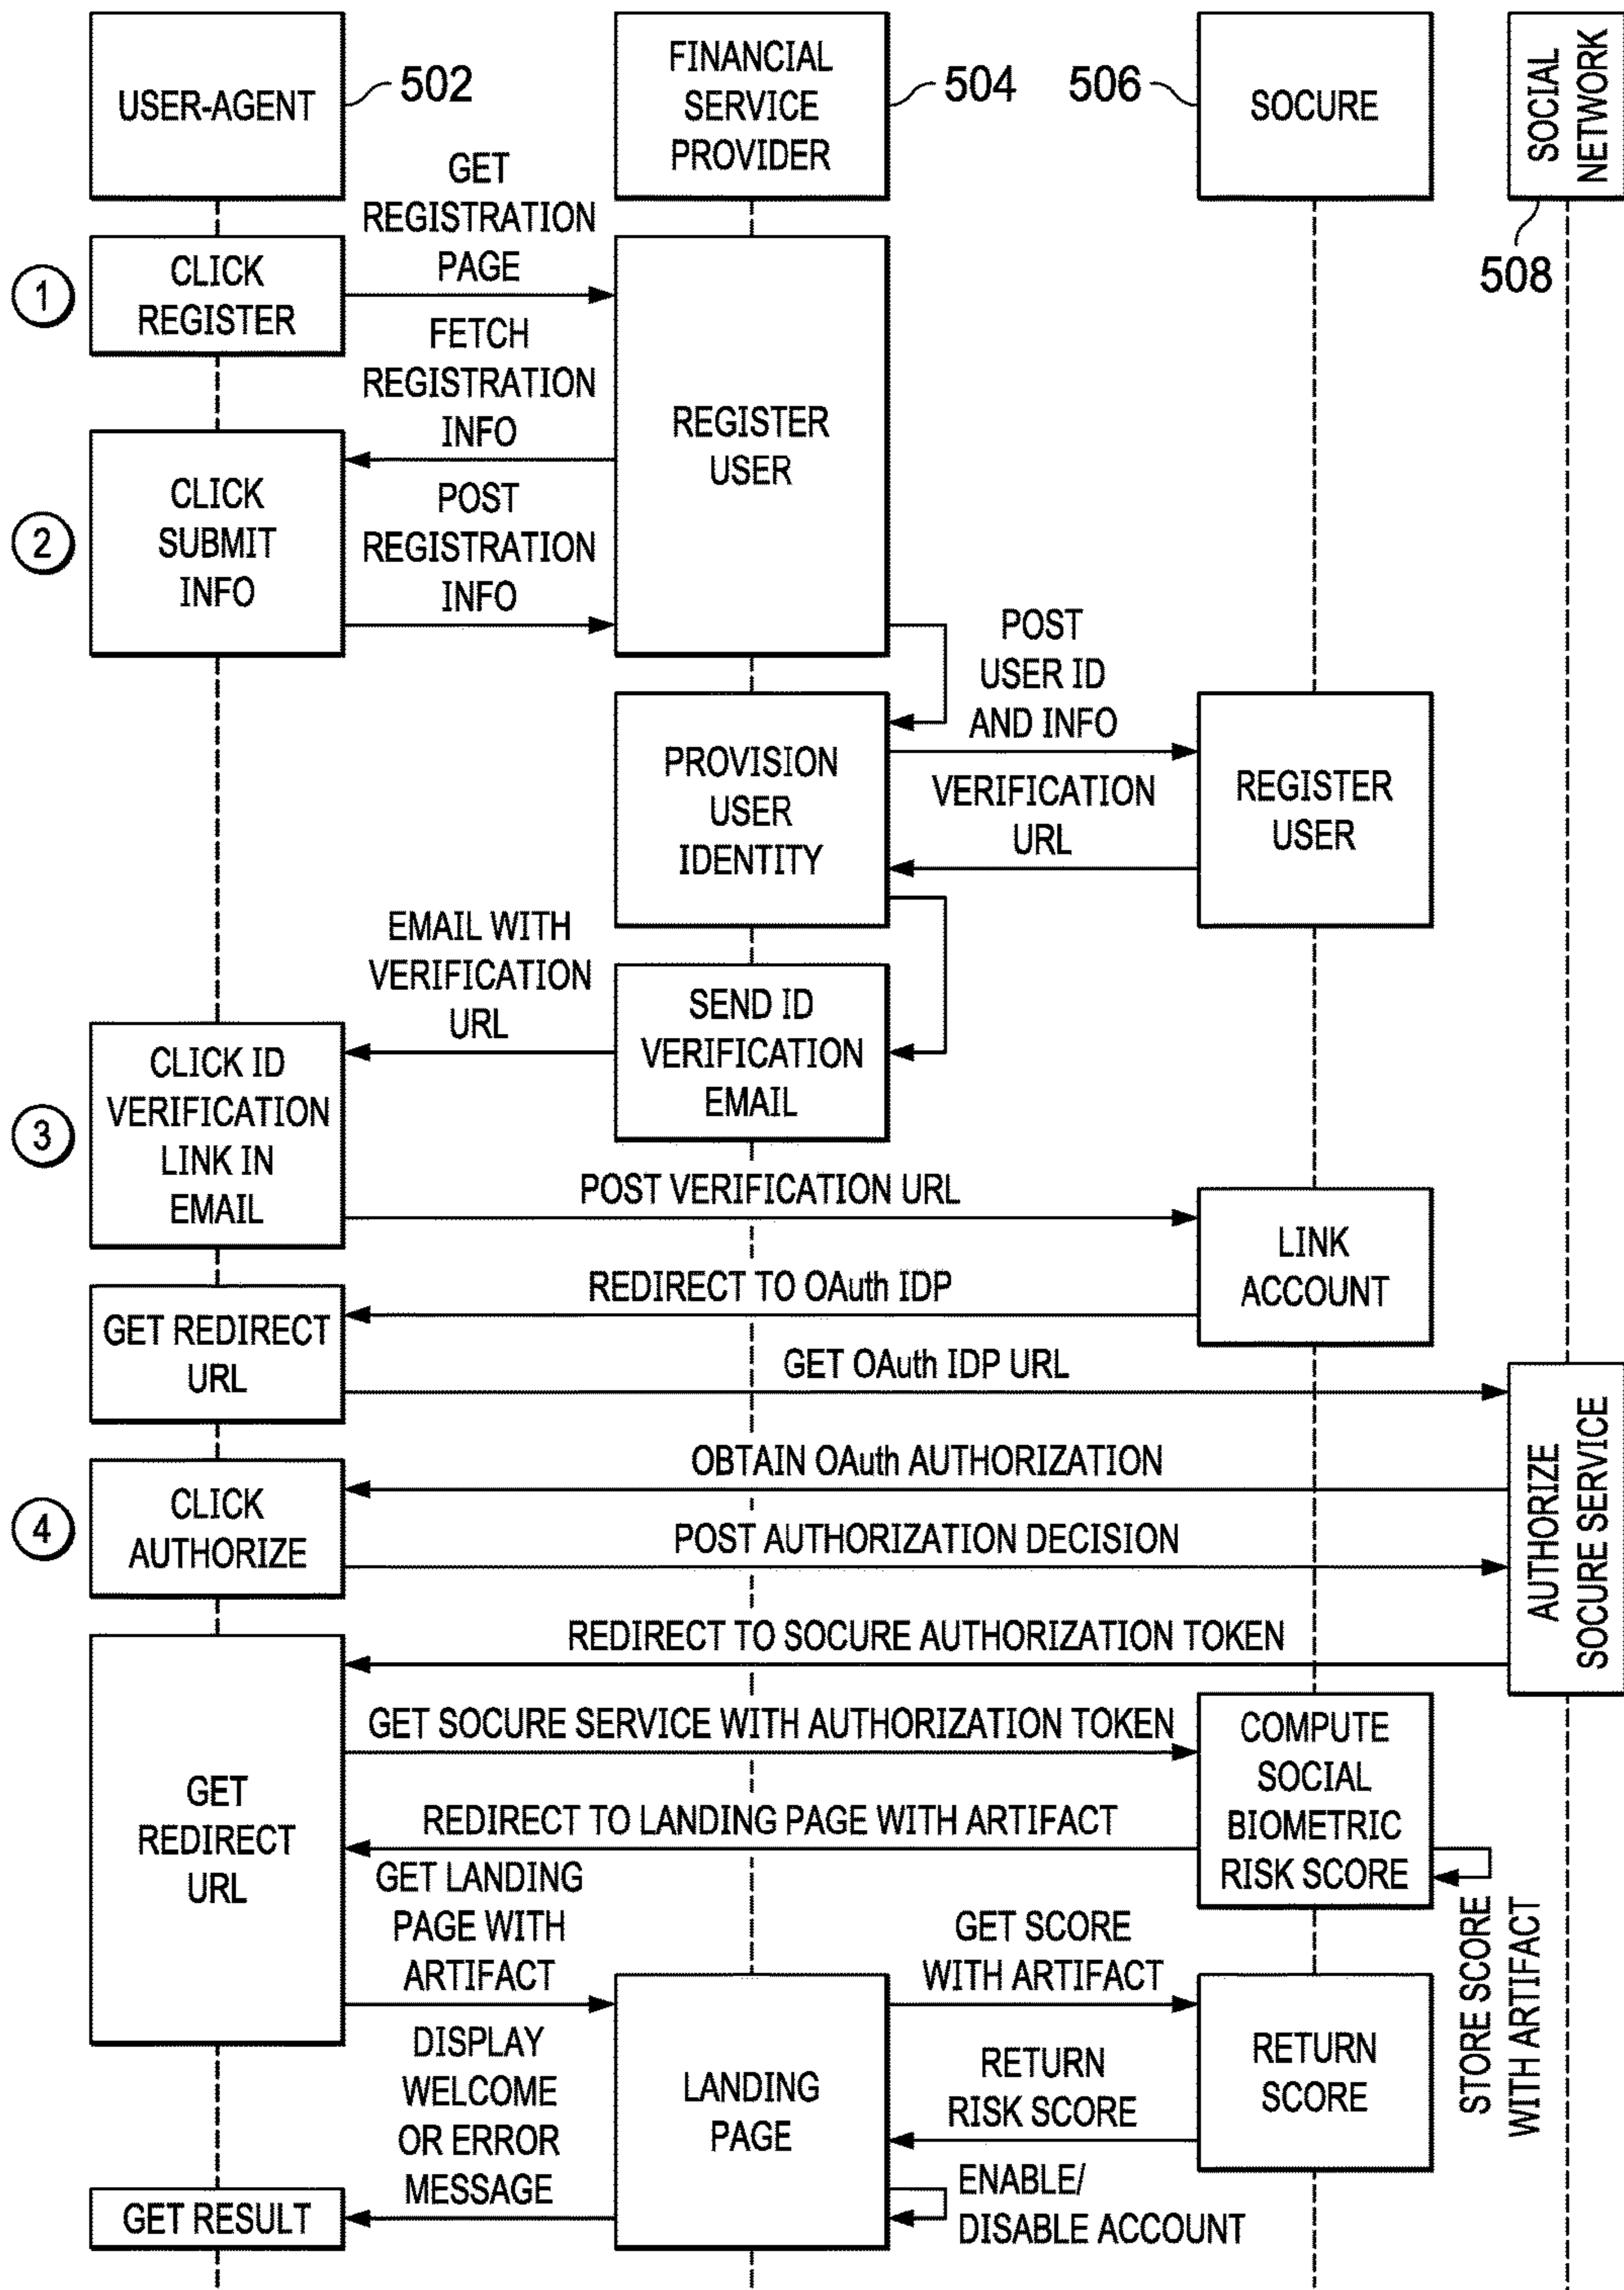 USER-AGENT
502
FINANCIAL
SERVICE
PROVIDER
504
506
SOCURE
SOCIAL
NETWORK
508
GET
REGISTRATION
PAGE
1
CLICK
REGISTER
FETCH
REGISTRATION
INFO
REGISTER
USER
2
CLICK
SUBMIT
INFO
POST
REGISTRATION
INFO
POST
USER ID
AND INFO
PROVISION
USER
IDENTITY
VERIFICATION
URL
REGISTER
USER
EMAIL WITH
VERIFICATION
URL
SEND ID
VERIFICATION
EMAIL
3
CLICK ID
VERIFICATION
LINK IN
EMAIL
POST VERIFICATION URL
LINK
ACCOUNT
REDIRECT TO OAuth IDP
GET REDIRECT
URL
GET OAuth IDP URL
AUTHORIZE
SOCURE SERVICE
OBTAIN OAuth AUTHORIZATION
4
CLICK
AUTHORIZE
POST AUTHORIZATION DECISION
REDIRECT TO SOCURE AUTHORIZATION TOKEN
GET
REDIRECT
URL
GET SOCURE SERVICE WITH AUTHORIZATION TOKEN
COMPUTE
SOCIAL
BIOMETRIC
RISK SCORE
REDIRECT TO LANDING PAGE WITH ARTIFACT
STORE SCORE
WITH ARTIFACT
GET LANDING
PAGE WITH
ARTIFACT
GET SCORE
WITH ARTIFACT
LANDING
PAGE
RETURN
SCORE
RETURN
RISK SCORE
DISPLAY
WELCOME
OR ERROR
MESSAGE
ENABLE/
DISABLE ACCOUNT
GET RESULT